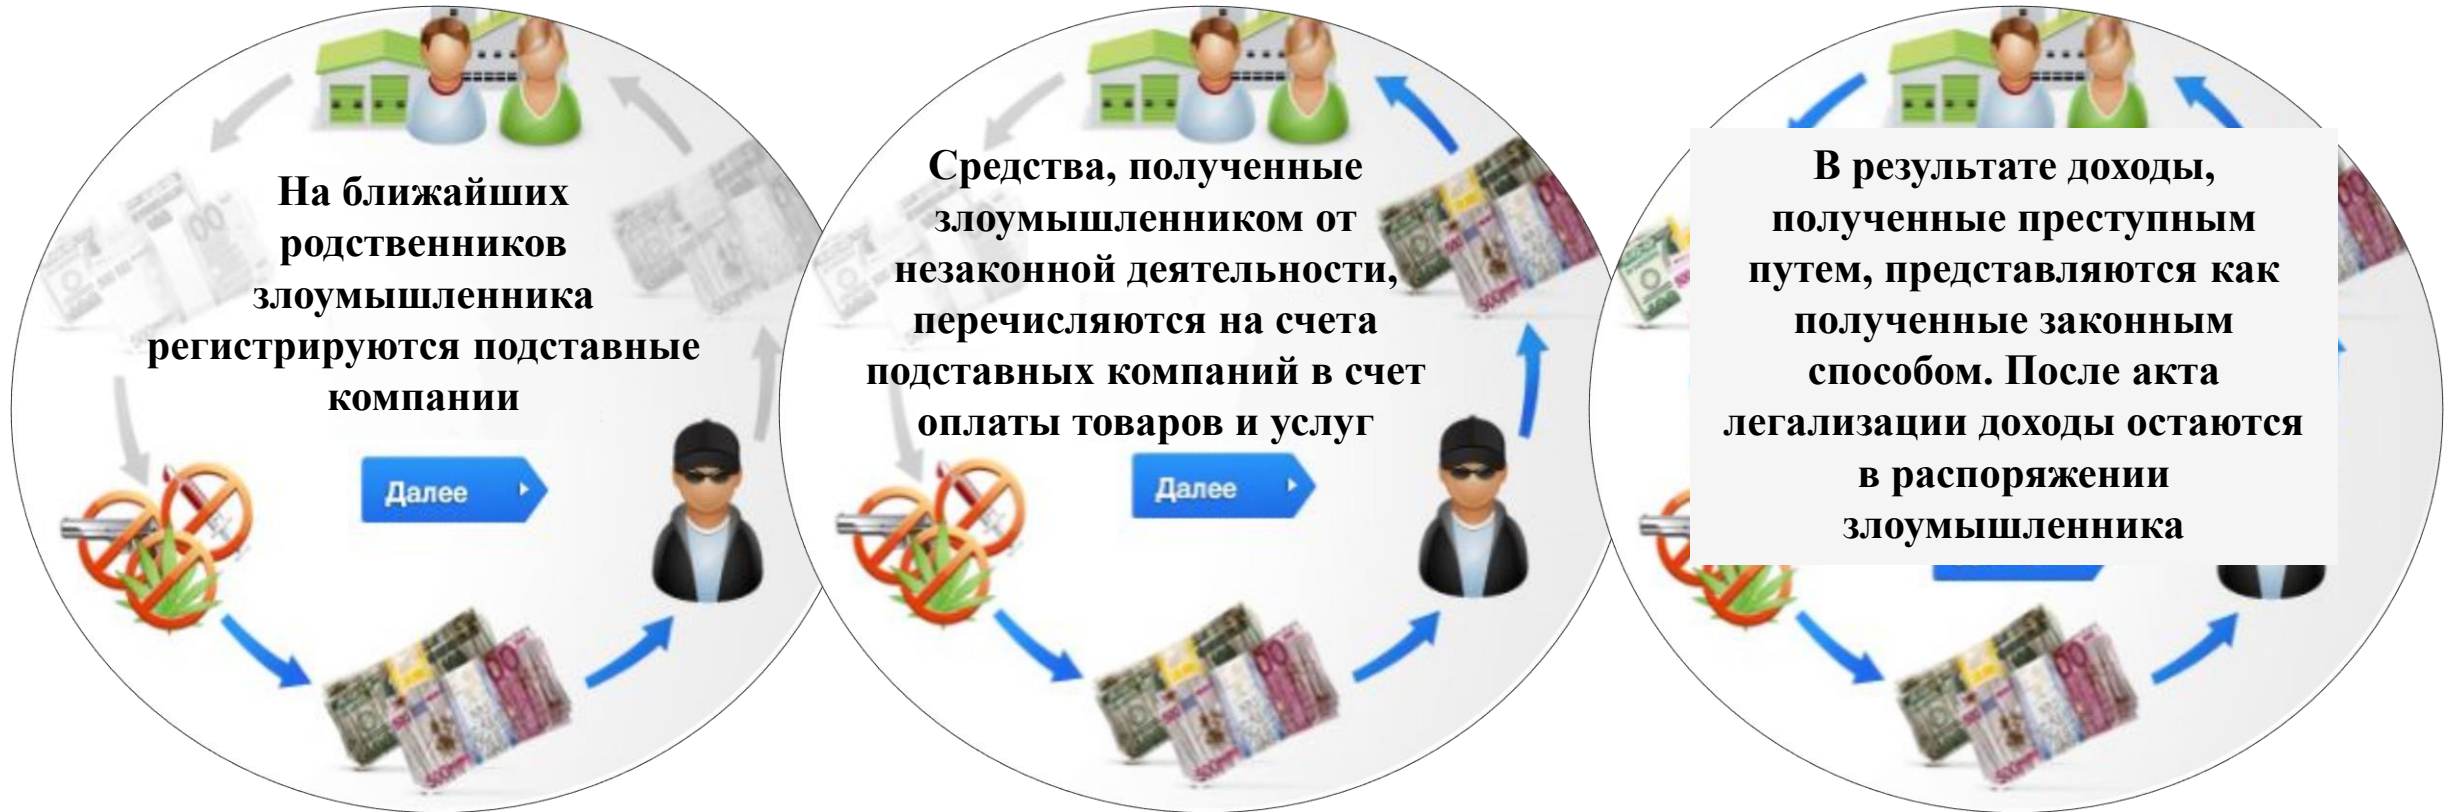 На ближайших
родственников
злоумышленника
регистрируются подставные
компании
Далее
Средства, полученные
злоумышленником от
незаконной деятельности,
перечисляются на счета
подставных компаний в счет
оплаты товаров и услуг
Далее
В результате доходы,
полученные преступным
путем, представляются как
полученные законным
способом. После акта
легализации доходы остаются
в распоряжении
злоумышленника